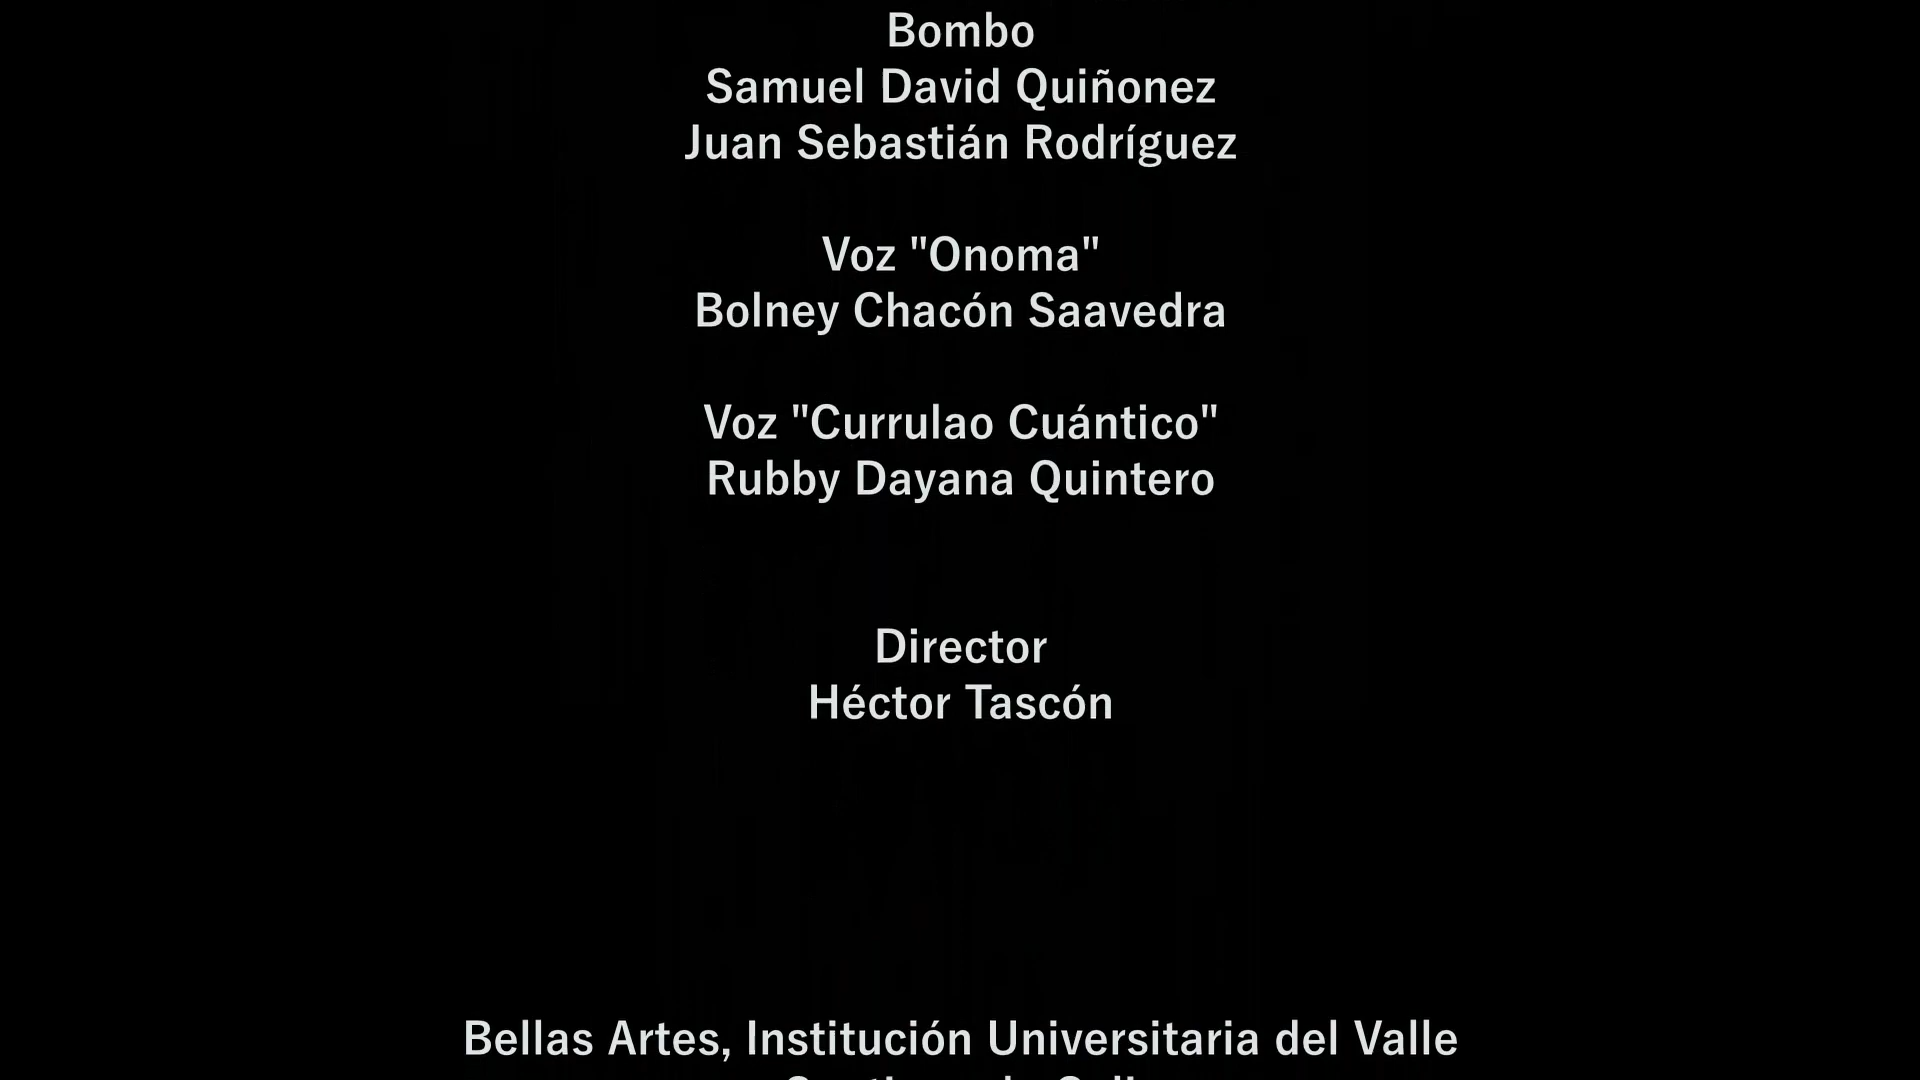 Bombo
Samuel David Quiñonez
Juan Sebastián Rodríguez
Voz "Onoma"
Bolney Chacón Saavedra
Voz "Currulao Cuántico"
Rubby Dayana Quintero
Director
Héctor Tascón
Bellas Artes, Institución Universitaria del Valle